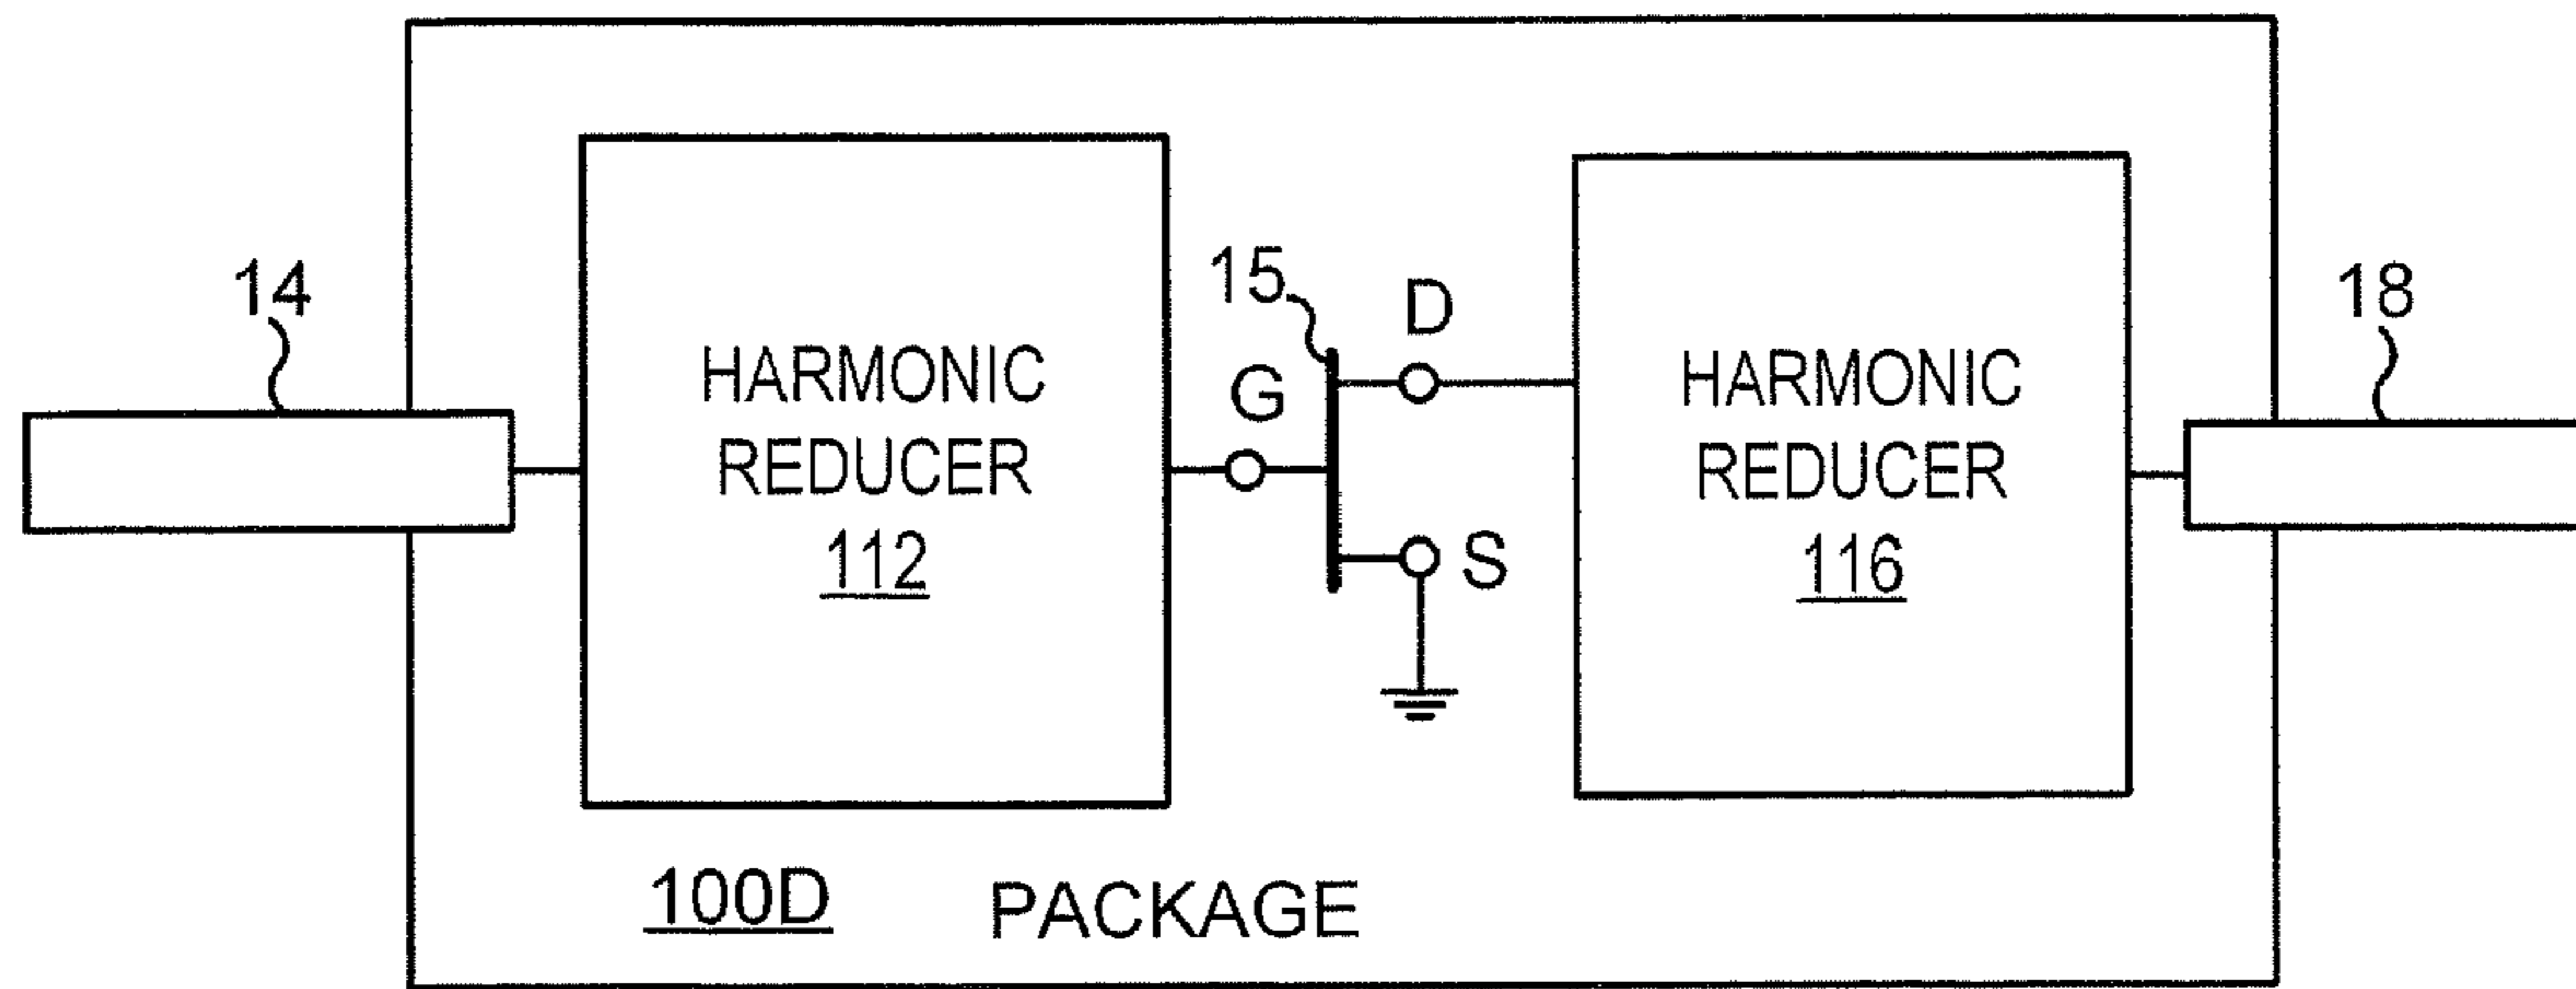 14
HARMONIC
REDUCER
112
15
G
D
S
HARMONIC
REDUCER
116
18
100D
PACKAGE